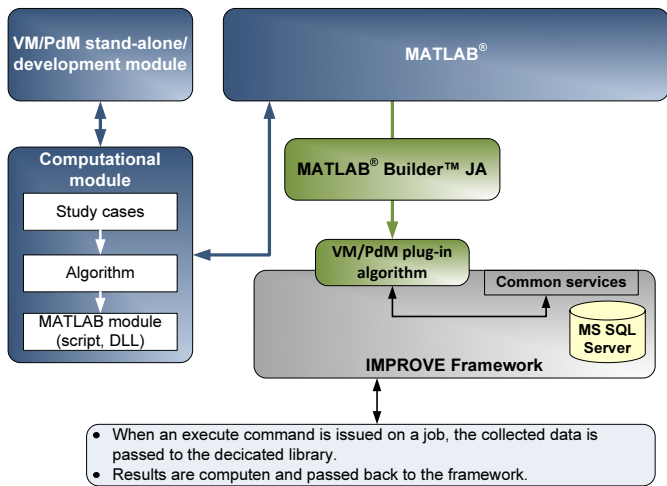 VM/PdM stand-alone/
development module
MATLAB®
Computational
module
Study cases
Algorithm
MATLAB module
(script, DLL)
MATLAB® Builder™ JA
VM/PdM plug-in
algorithm
Common services
MS SQL
Server
IMPROVE Framework
• When an execute command is issued on a job, the collected data is
passed to the decicated library.
• Results are computen and passed back to the framework.